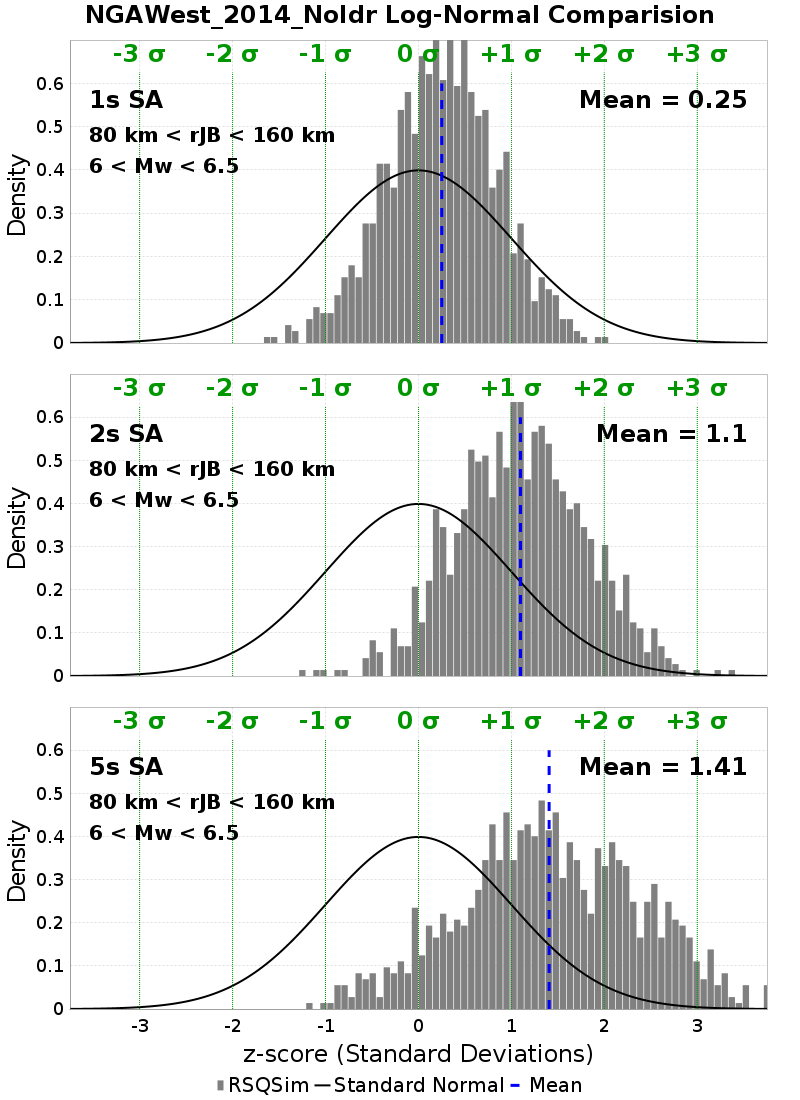 NGAWest_2014_NoIdr Log-Normal Comparision
-3 σ -2 σ -1 σ 0 σ +1 σ +2 σ +3 σ
1s SA Mean = 0.25
80 km < rJB < 160 km
6 < Mw < 6.5
0.6
0.5
0.4
0.3
0.2
0.1
0
Density
-3 σ -2 σ -1 σ 0 σ +1 σ +2 σ +3 σ
2s SA Mean = 1.1
80 km < rJB < 160 km
6 < Mw < 6.5
0.6
0.5
0.4
0.3
0.2
0.1
0
Density
-3 σ -2 σ -1 σ 0 σ +1 σ +2 σ +3 σ
5s SA Mean = 1.41
80 km < rJB < 160 km
6 < Mw < 6.5
0.6
0.5
0.4
0.3
0.2
0.1
0
Density
-3 -2 -1 0 1 2 3
z-score (Standard Deviations)
RSQSim Standard Normal Mean